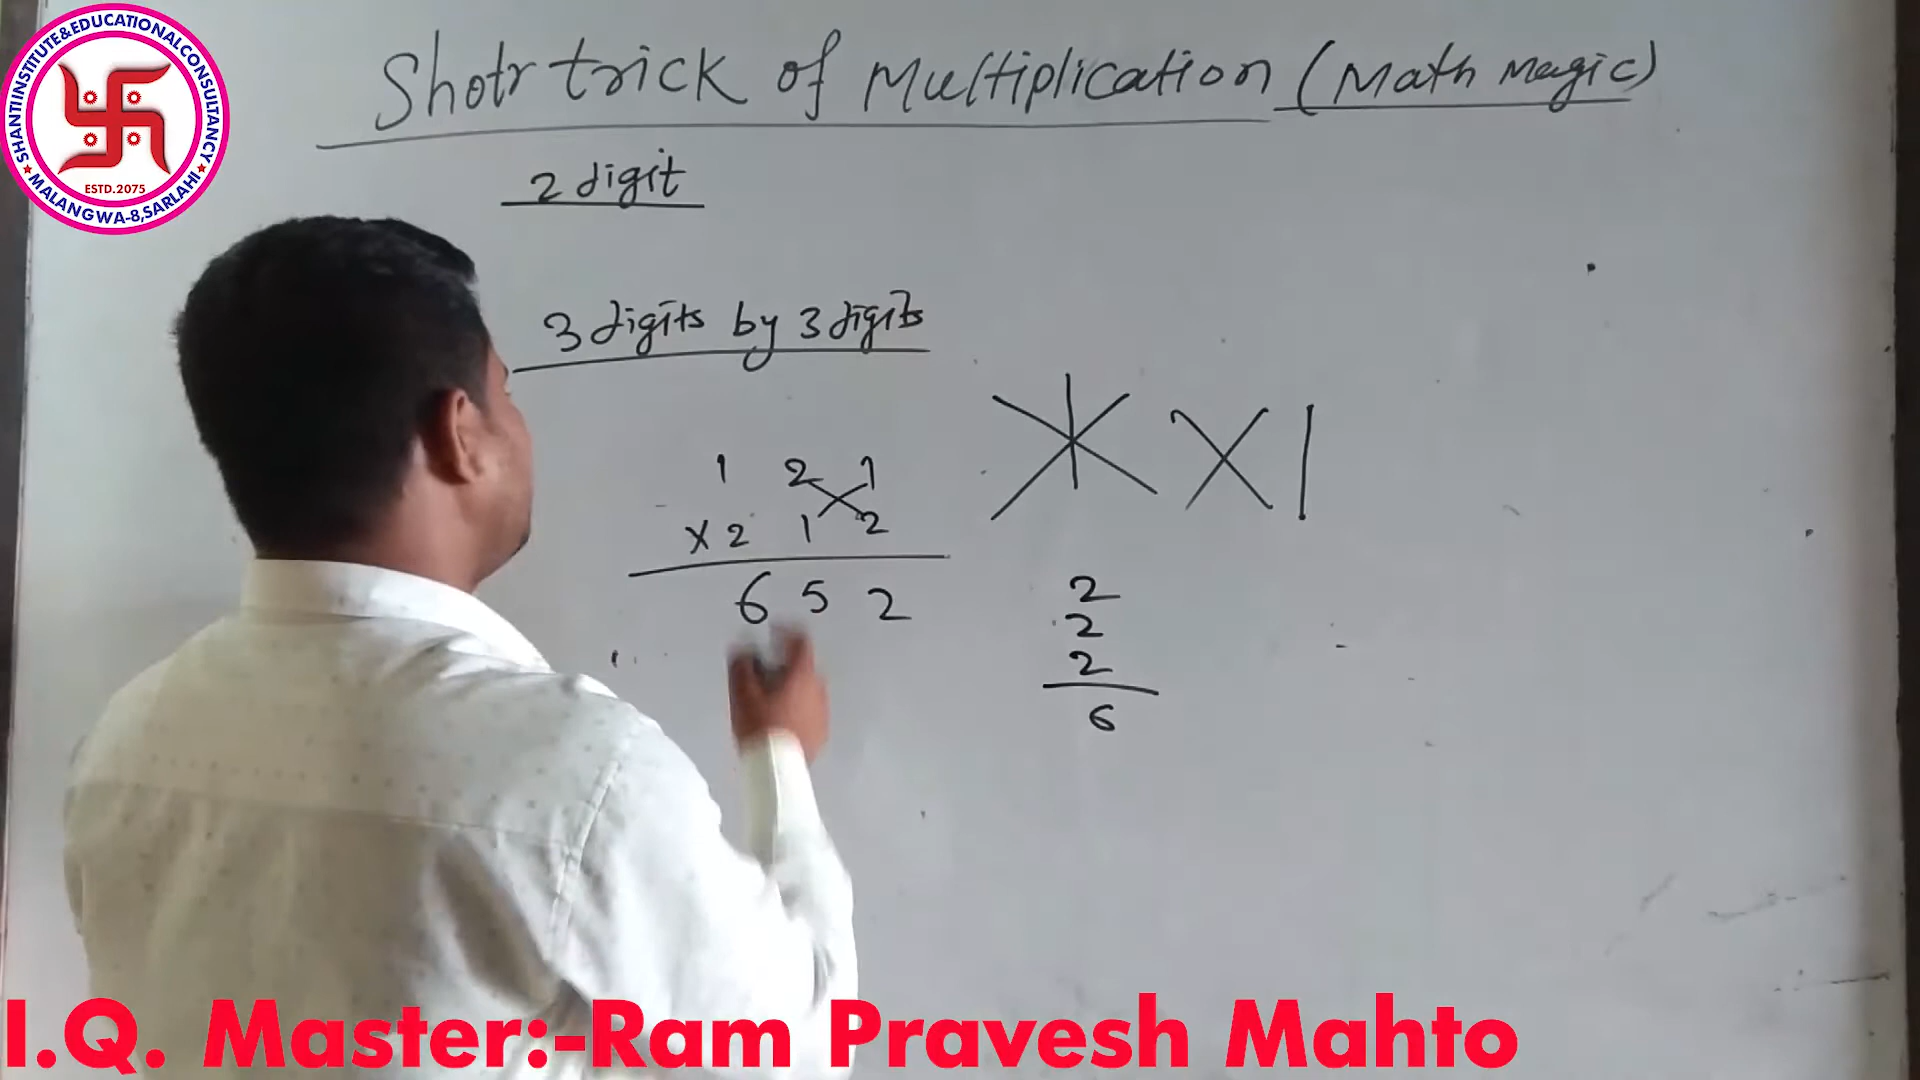 SHANTI INSTITUTE & EDUCATIONAL CONSULTANCY
ESTD.2075
MALANGWA-8, SARLAHI
Shotr trick of Multiplication (Math Magic)
2 digit
3 digits by 3 digits
1 2 1
x 2 1 2
6 5 2
2
2
2
6
I.Q. Master:-Ram Pravesh Mahto